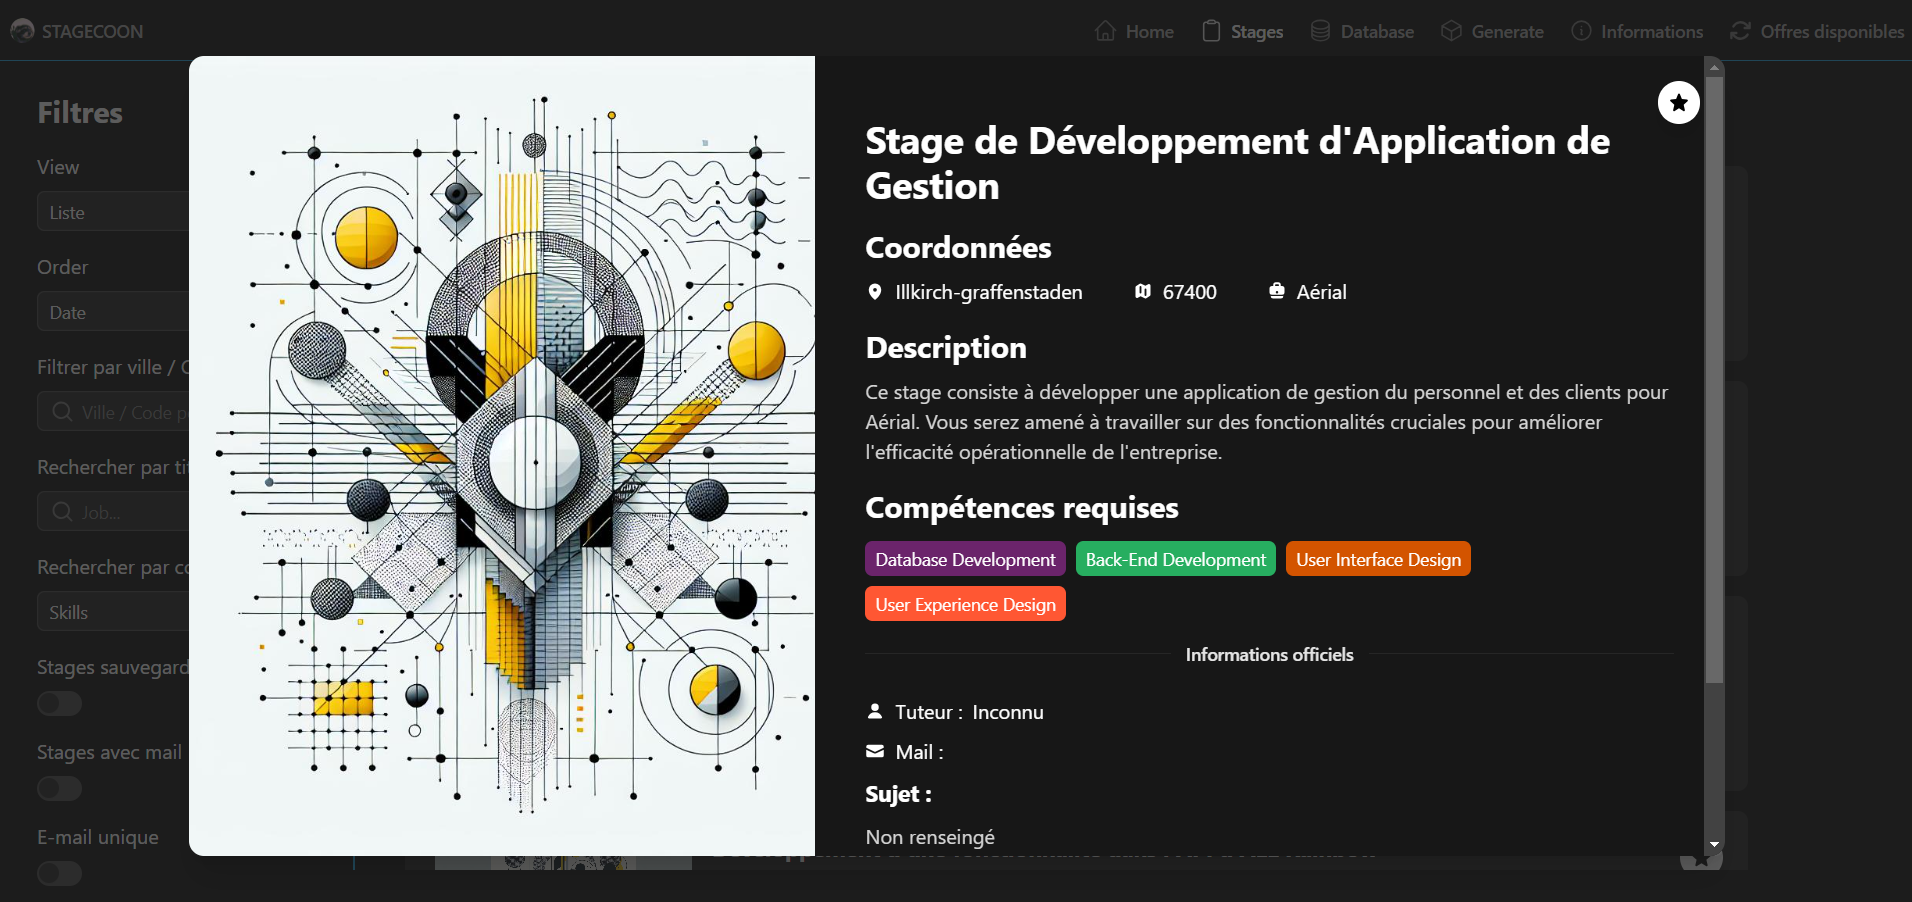 STAGECOON
Home
Stages
Database
Generate
Informations
Offres disponibles
Filtres
View
Liste
Order
Date
Filtrer par ville /
Ville / Code
Rechercher par
Job...
Rechercher par
Skills
Stages sauvegard
Stages avec mail
E-mail unique
Stage de Développement d'Application de
Gestion
Coordonnées
Illkirch-graffenstaden 67400 Aérial
Description
Ce stage consiste à développer une application de gestion du personnel et des clients pour
Aérial. Vous serez amené à travailler sur des fonctionnalités cruciales pour améliorer
l'efficacité opérationnelle de l'entreprise.
Compétences requises
Database Development Back-End Development User Interface Design
User Experience Design
Informations officiels
Tuteur : Inconnu
Mail :
Sujet :
Non renseingé